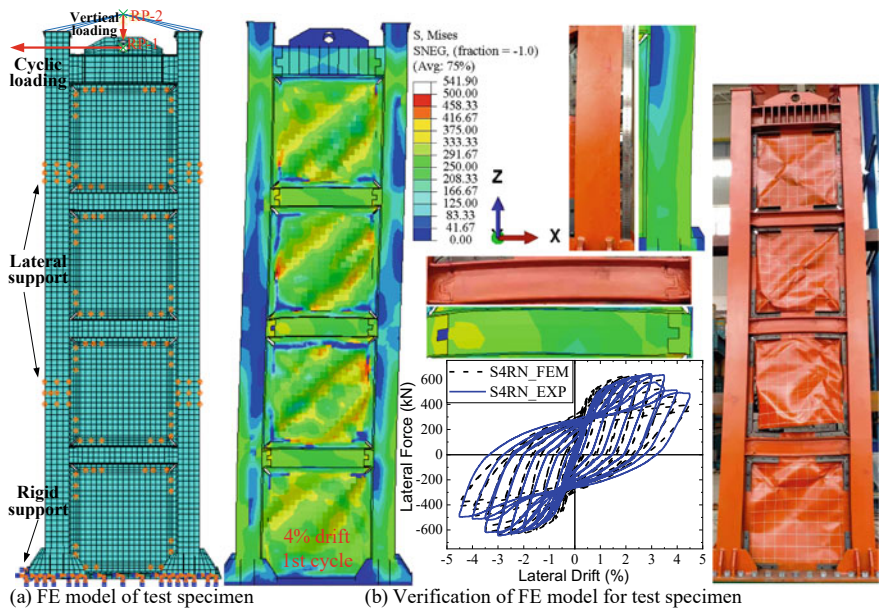 Vertical
loading
RP-2
RP-1
Cyclic
loading
Lateral
support
Rigid
support
4% drift
1st cycle
S, Mises
SNEG, (fraction = -1.0)
(Avg: 75%)
541.90
500.00
458.33
416.67
375.00
333.33
291.67
250.00
208.33
166.67
125.00
83.33
41.67
0.00
Z
X
S4RN_FEM
S4RN_EXP
Lateral Force (kN)
600
400
200
0
-200
-400
-600
-5 -4 -3 -2 -1 0 1 2 3 4 5
Lateral Drift (%)
(a) FE model of test specimen
(b) Verification of FE model for test specimen